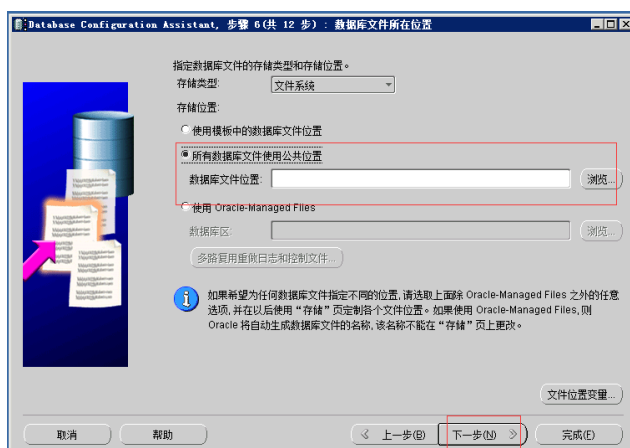 Database Configuration Assistant, 步骤 6(共 12 步) : 数据库文件所在位置
指定数据库文件的存储类型和存储位置。
存储类型: 文件系统
存储位置:
使用模板中的数据库文件位置
所有数据库文件使用公共位置
数据库文件位置: 浏览...
使用 Oracle-Managed Files
数据库区: 浏览...
多路复用重做日志和控制文件...
如果希望为任何数据库文件指定不同的位置,请选取上面除 Oracle-Managed Files 之外的任意
选项,并在以后使用“存储”页定制各个文件位置。如果使用 Oracle-Managed Files,则
Oracle 将自动生成数据库文件的名称,该名称不能在“存储”页上更改。
文件位置变量...
取消 帮助 上一步(B) 下一步(N) 完成(F)